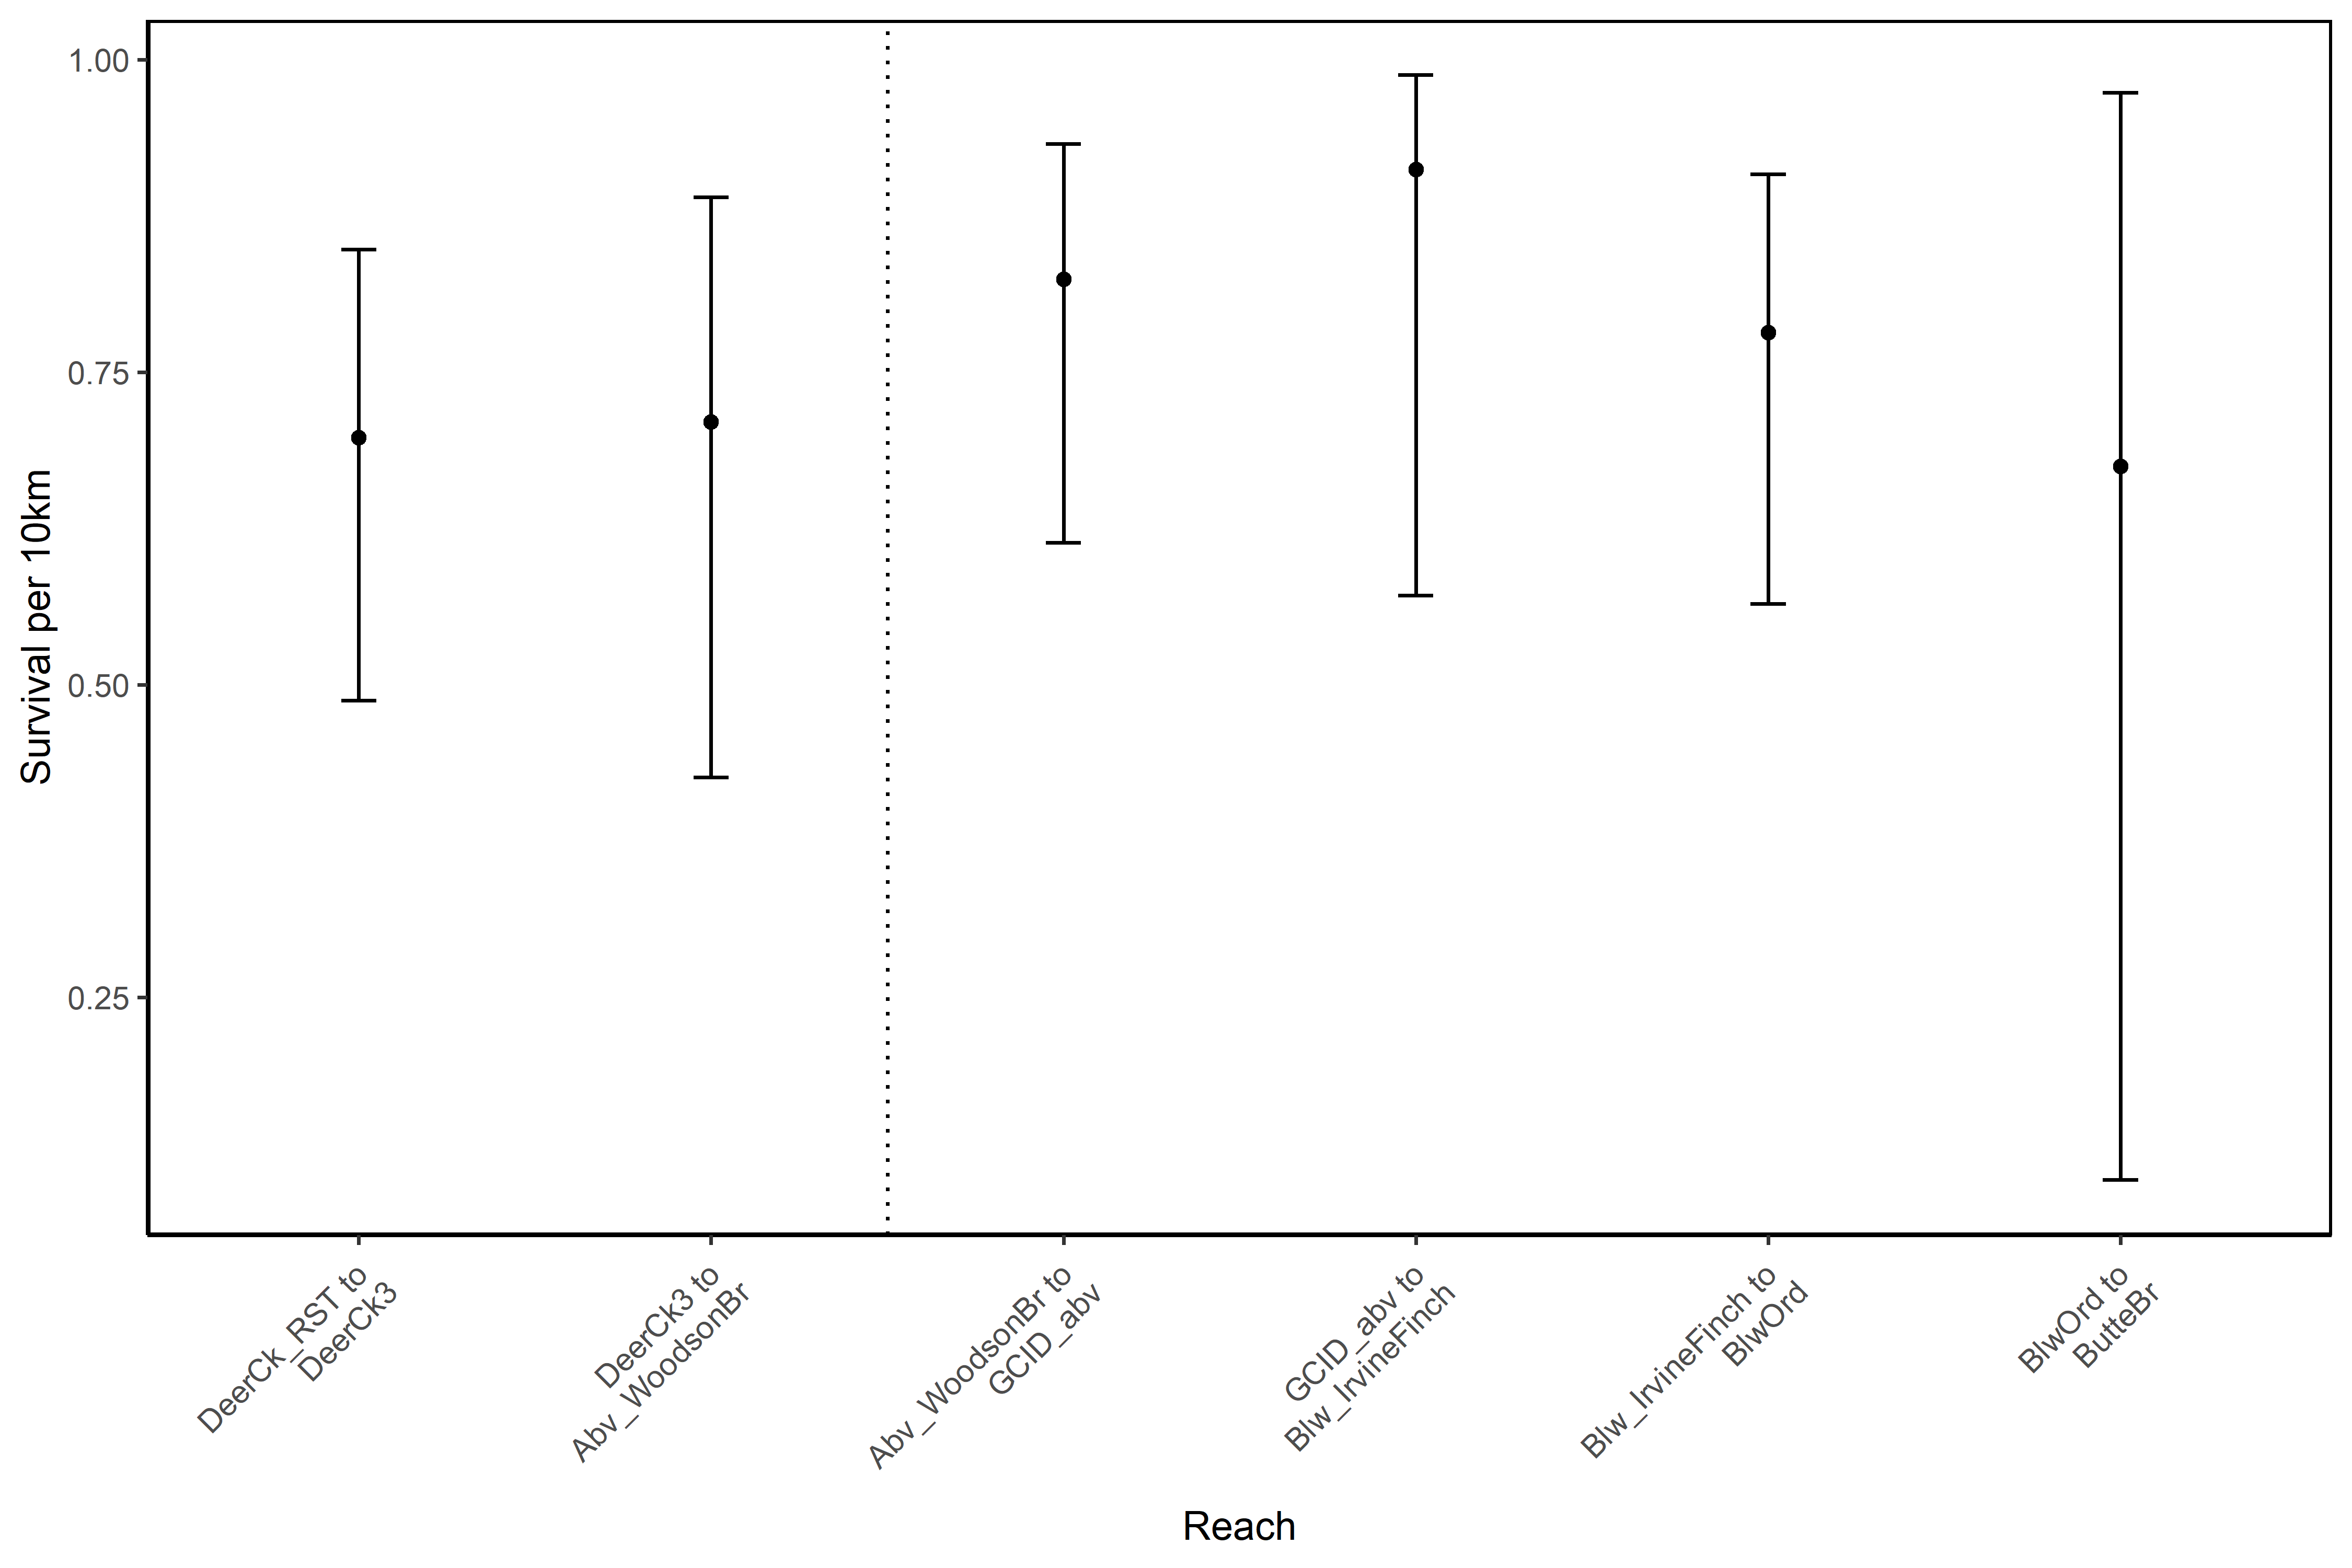 1.00
0.75
0.50
0.25
Survival per 10km
DeerCk_RST to
DeerCk3
DeerCk3 to
Abv_WoodsonBr
Abv_WoodsonBr to
GCID_abv
GCID_abv to
Blw_IrvineFinch
Blw_IrvineFinch to
BlwOrd
BlwOrd to
ButteBr
Reach